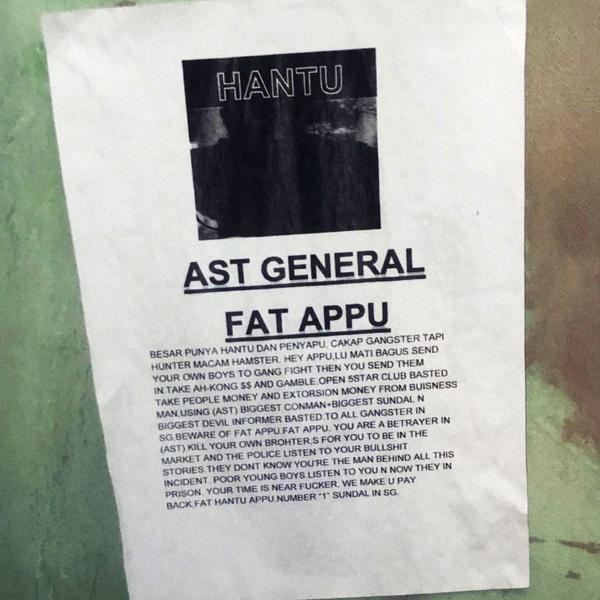 HANTU
AST GENERAL
FAT APPU
BESAR PUNYA HANTU DAN PENYAPU, CAKAP GANGSTER TAPI
HUNTER MACAM HAMSTER. HEY APPU,LU MATI BAGUS SEND
YOUR OWN BOYS TO GANG FIGHT THEN YOU SEND THEM
IN.TAKE AH-KONG $$ AND GAMBLE.OPEN 5STAR CLUB BASTED
TAKE PEOPLE MONEY AND EXTORSION MONEY FROM BUISNESS
MAN,USING (AST) BIGGEST CONMAN+BIGGEST SUNDAL N
BIGGEST DEVIL INFORMER BASTED TO ALL GANGSTER IN
SG.BEWARE OF FAT APPU.FAT APPU. YOU ARE A BETRAYER IN
(AST) KILL YOUR OWN BROHTER,S FOR YOU TO BE IN THE
MARKET AND THE POLICE LISTEN TO YOUR BULLSHIT
STORIES.THEY DONT KNOW YOU'RE THE MAN BEHIND ALL THIS
INCIDENT. POOR YOUNG BOYS LISTEN TO YOU N NOW THEY IN
PRISON. YOUR TIME IS NEAR FUCKER, WE MAKE U PAY
BACK,FAT HANTU APPU,NUMBER "1" SUNDAL IN SG.